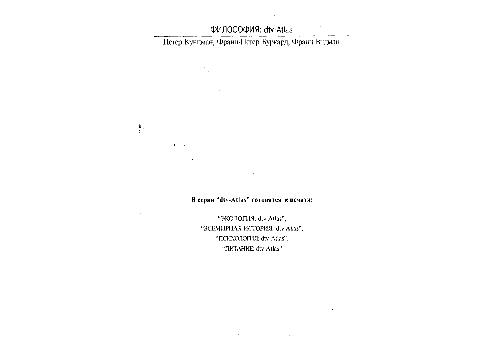 ФИЛОСОФИЯ: dtv-Atlas
Петер Кунцман, Франц-Петер Буркард, Франц Видман
В серии "dtv-Atlas" готовятся к печати:
"ЭКОЛОГИЯ: dtv-Atlas",
"ВСЕМИРНАЯ ИСТОРИЯ: dtv-Atlas",
"ПСИХОЛОГИЯ: dtv-Atlas",
"ПИТАНИЕ: dtv-Atlas"